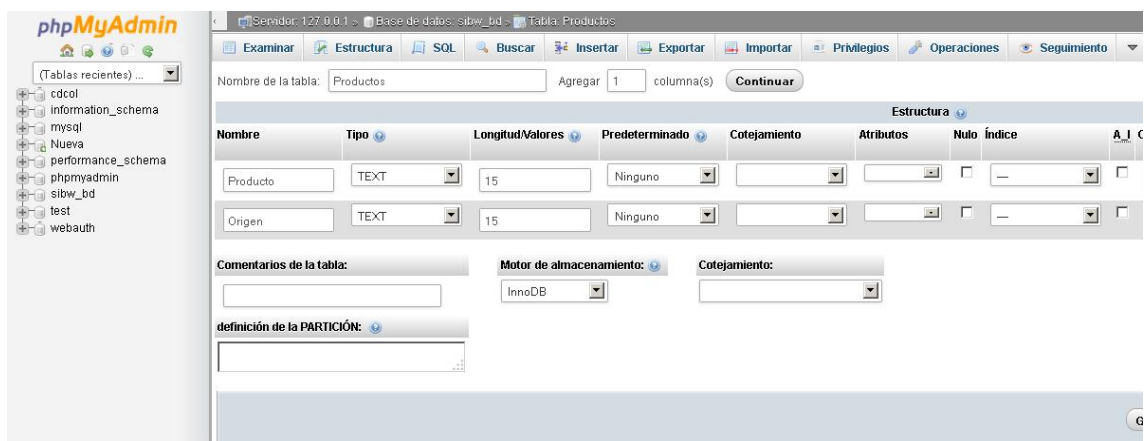 phpMyAdmin
(Tablas recientes) ...
cdcol
information_schema
mysql
Nueva
performance_schema
phpmyadmin
sibw_bd
test
webauth
Servidor: 127.0.0.1 » Base de datos: sibw_bd » Tabla: Productos
Examinar Estructura SQL Buscar Insertar Exportar Importar Privilegios Operaciones Seguimiento
Nombre de la tabla: Productos Agregar 1 columna(s) Continuar
Estructura
Nombre Tipo Longitud/Valores Predeterminado Cotejamiento Atributos Nulo Índice A_I C
Producto TEXT 15 Ninguno —
Origen TEXT 15 Ninguno —
Comentarios de la tabla: Motor de almacenamiento: Cotejamiento:
InnoDB
definición de la PARTICIÓN:
G